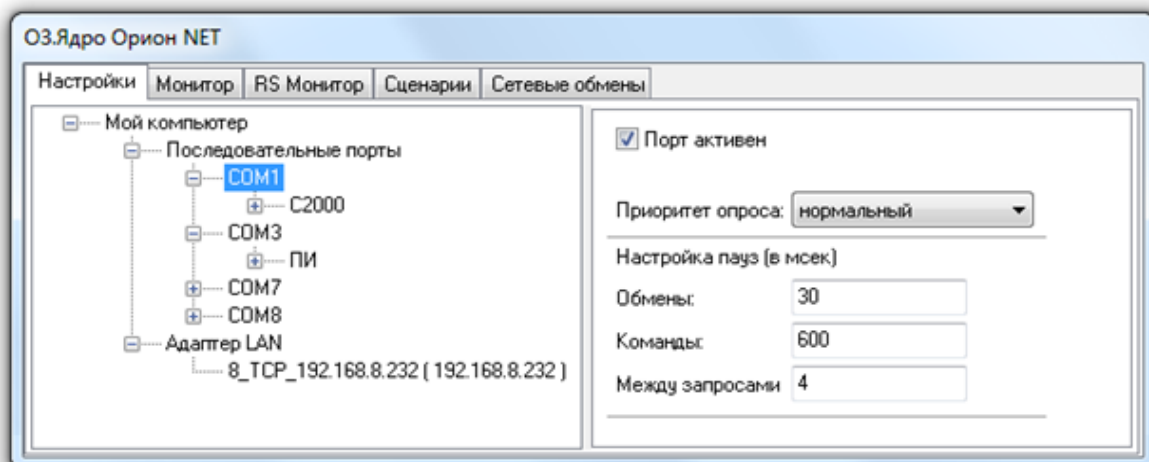 ОЗ.Ядро Орион NET
Настройки Монитор RS Монитор Сценарии Сетевые обмены
Мой компьютер
Последовательные порты
COM1
С2000
COM3
ПИ
COM7
COM8
Адаптер LAN
8_TCP_192.168.8.232 ( 192.168.8.232 )
Порт активен
Приоритет опроса: нормальный
Настройка пауз (в мсек)
Обмены: 30
Команды: 600
Между запросами 4